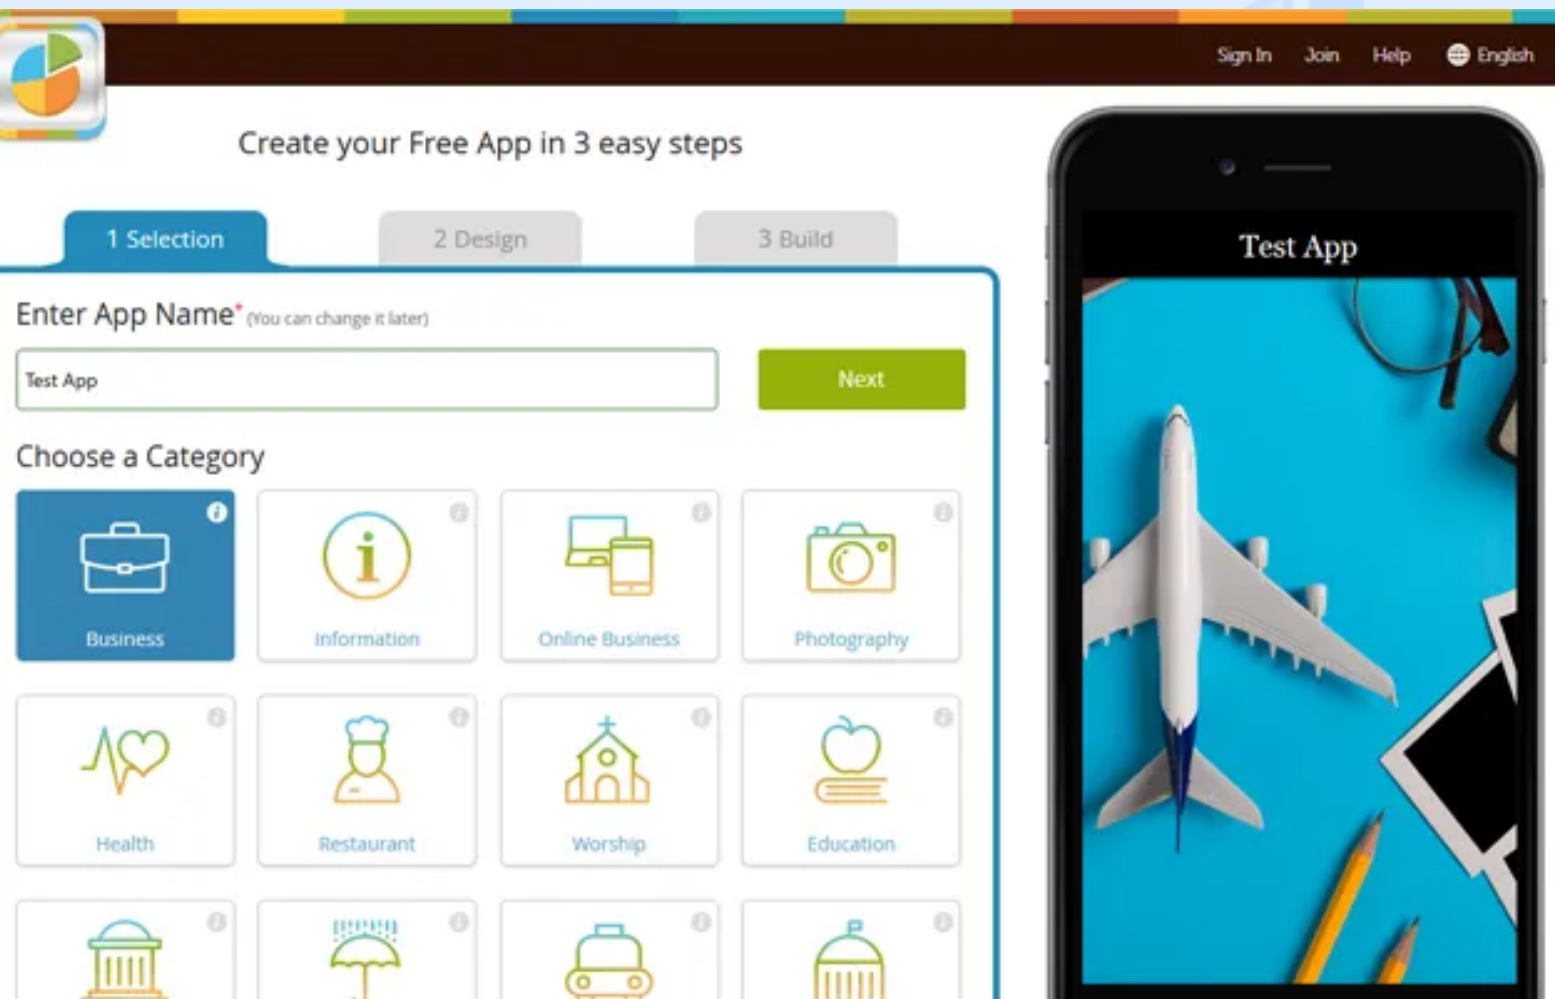 Sign In Join Help English
Create your Free App in 3 easy steps
1 Selection 2 Design 3 Build
Test App
Enter App Name* (You can change it later)
Test App
Next
Choose a Category
Business Information Online Business Photography
Health Restaurant Worship Education